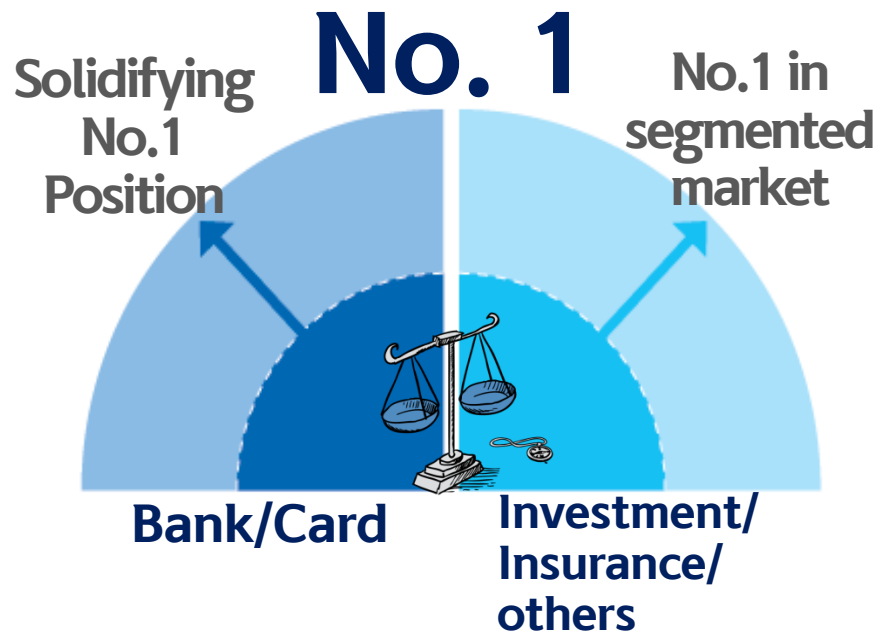 No. 1
Solidifying
No.1
Position
No.1 in
segmented
market
Bank/Card
Investment/
Insurance/
others